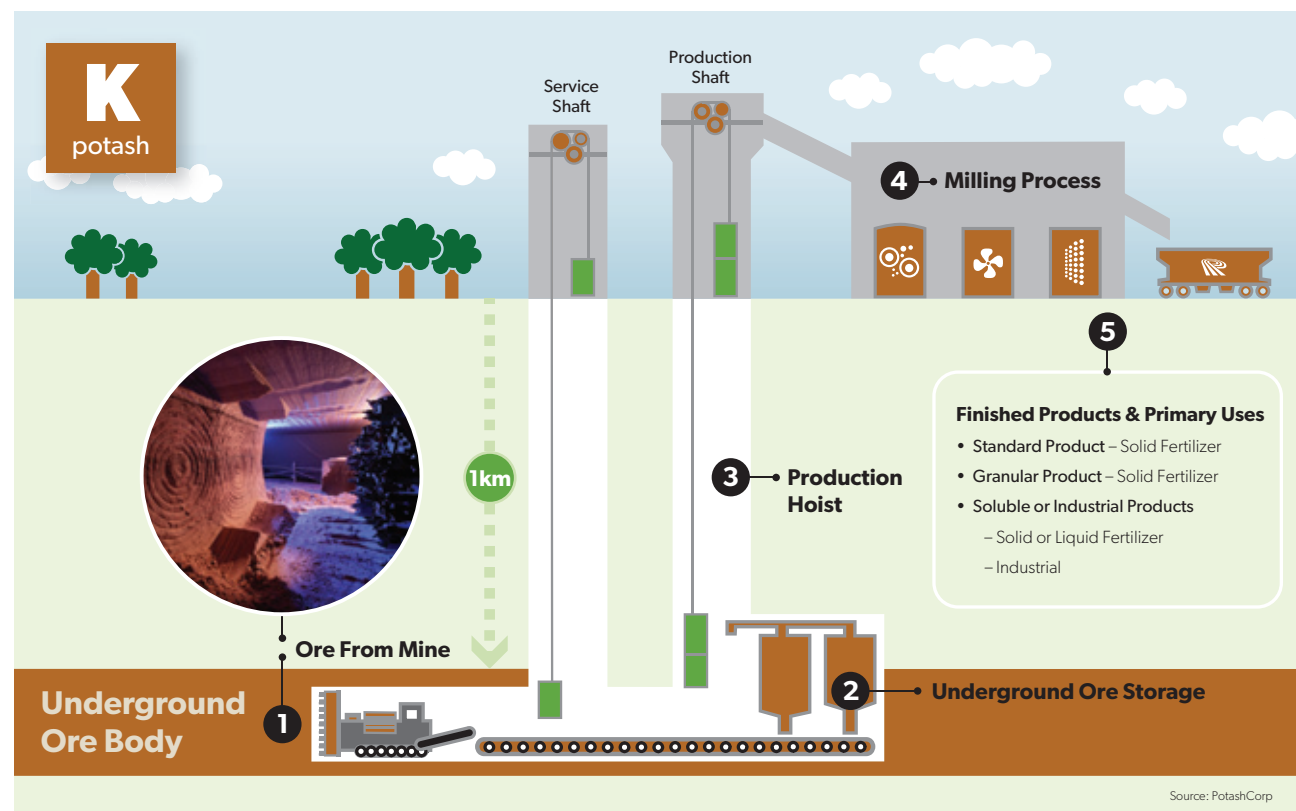 K
potash
Service
Shaft
Production
Shaft
4 Milling Process
5
Finished Products & Primary Uses
• Standard Product – Solid Fertilizer
• Granular Product – Solid Fertilizer
• Soluble or Industrial Products
– Solid or Liquid Fertilizer
– Industrial
1km
3 Production
Hoist
Ore From Mine
Underground
Ore Body
1
2 Underground Ore Storage
Source: PotashCorp